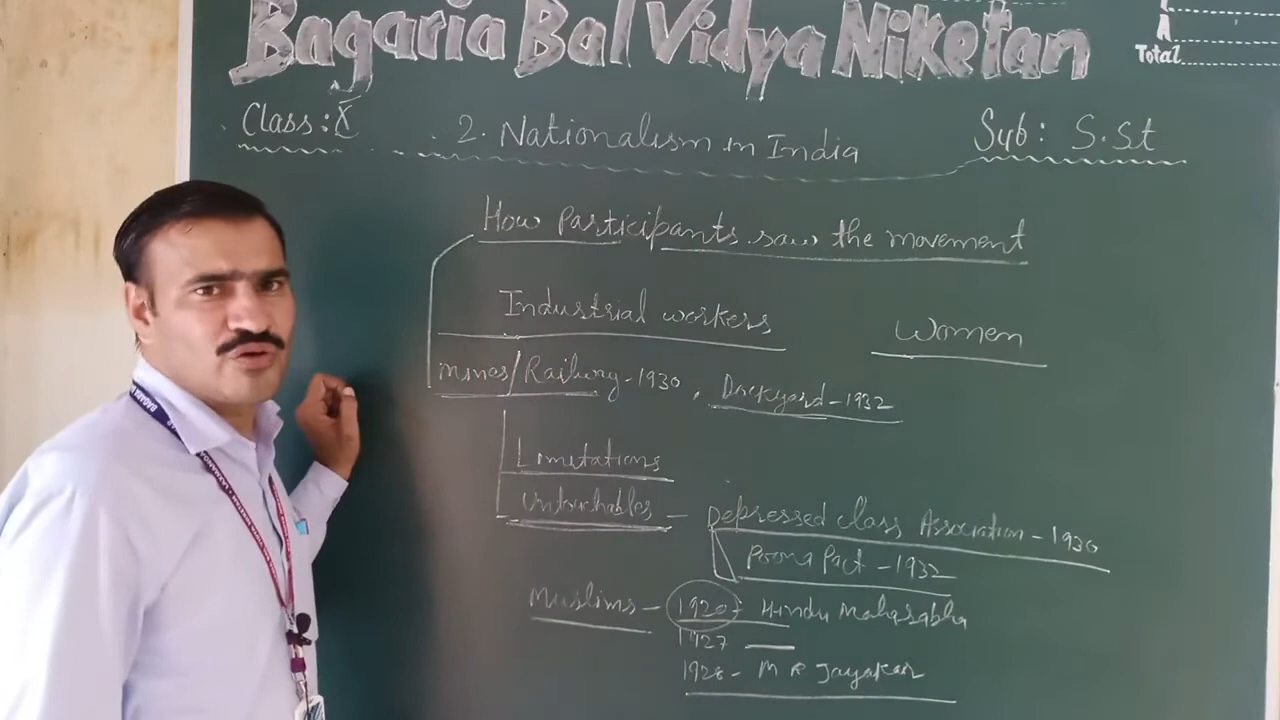 Bagaria Bal Vidya Niketan
Total
Class: X
2. Nationalism in India
Sub: S.St
How Participants saw the movement
Industrial workers
Women
Mines/Railway-1930, Dockyard-1932
Limitations
Untouchables - Depressed class Association-1930
Poona Pact-1932
Muslims - 1920- Hindu Mahasabha
1927
1928- M R Jayakar